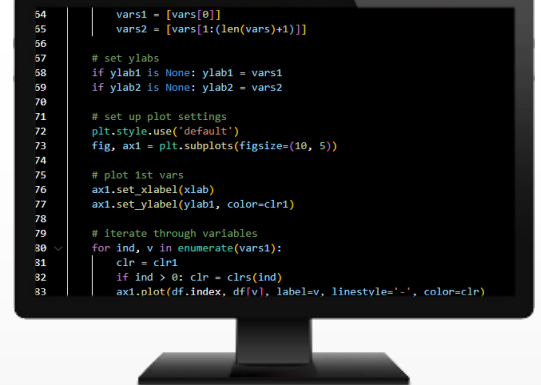 64 vars1 = [vars[0]]
65 vars2 = [vars[1:(len(vars)+1)]]
66
67 # set ylabs
68 if ylab1 is None: ylab1 = vars1
69 if ylab2 is None: ylab2 = vars2
70
71 # set up plot settings
72 plt.style.use('default')
73 fig, ax1 = plt.subplots(figsize=(10, 5))
74
75 # plot 1st vars
76 ax1.set_xlabel(xlab)
77 ax1.set_ylabel(ylab1, color=clr1)
78
79 # iterate through variables
80 for ind, v in enumerate(vars1):
81 clr = clr1
82 if ind > 0: clr = clrs(ind)
83 ax1.plot(df.index, df[v], label=v, linestyle='-', color=clr)